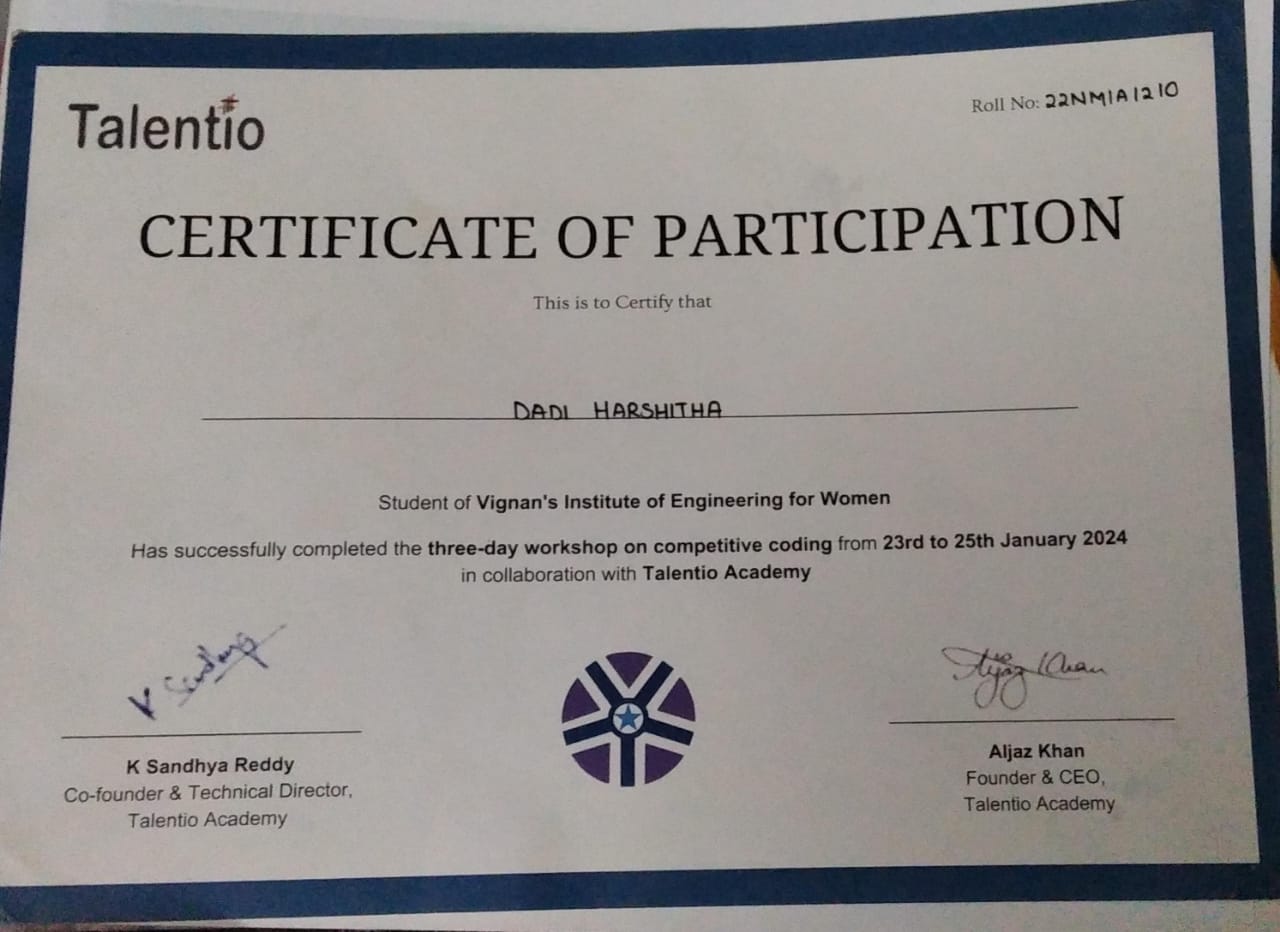 Talentio
Roll No: 22NM1A1210
CERTIFICATE OF PARTICIPATION
This is to Certify that
DADI HARSHITHA
Student of Vignan's Institute of Engineering for Women
Has successfully completed the three-day workshop on competitive coding from 23rd to 25th January 2024
in collaboration with Talentio Academy
K Sandhya
Aljaz Khan
K Sandhya Reddy
Co-founder & Technical Director,
Talentio Academy
Aljaz Khan
Founder & CEO,
Talentio Academy